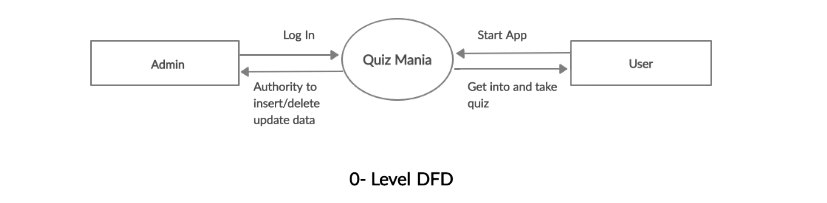 Log In
Start App
Admin
Quiz Mania
User
Authority to
insert/delete
update data
Get into and take
quiz
0- Level DFD